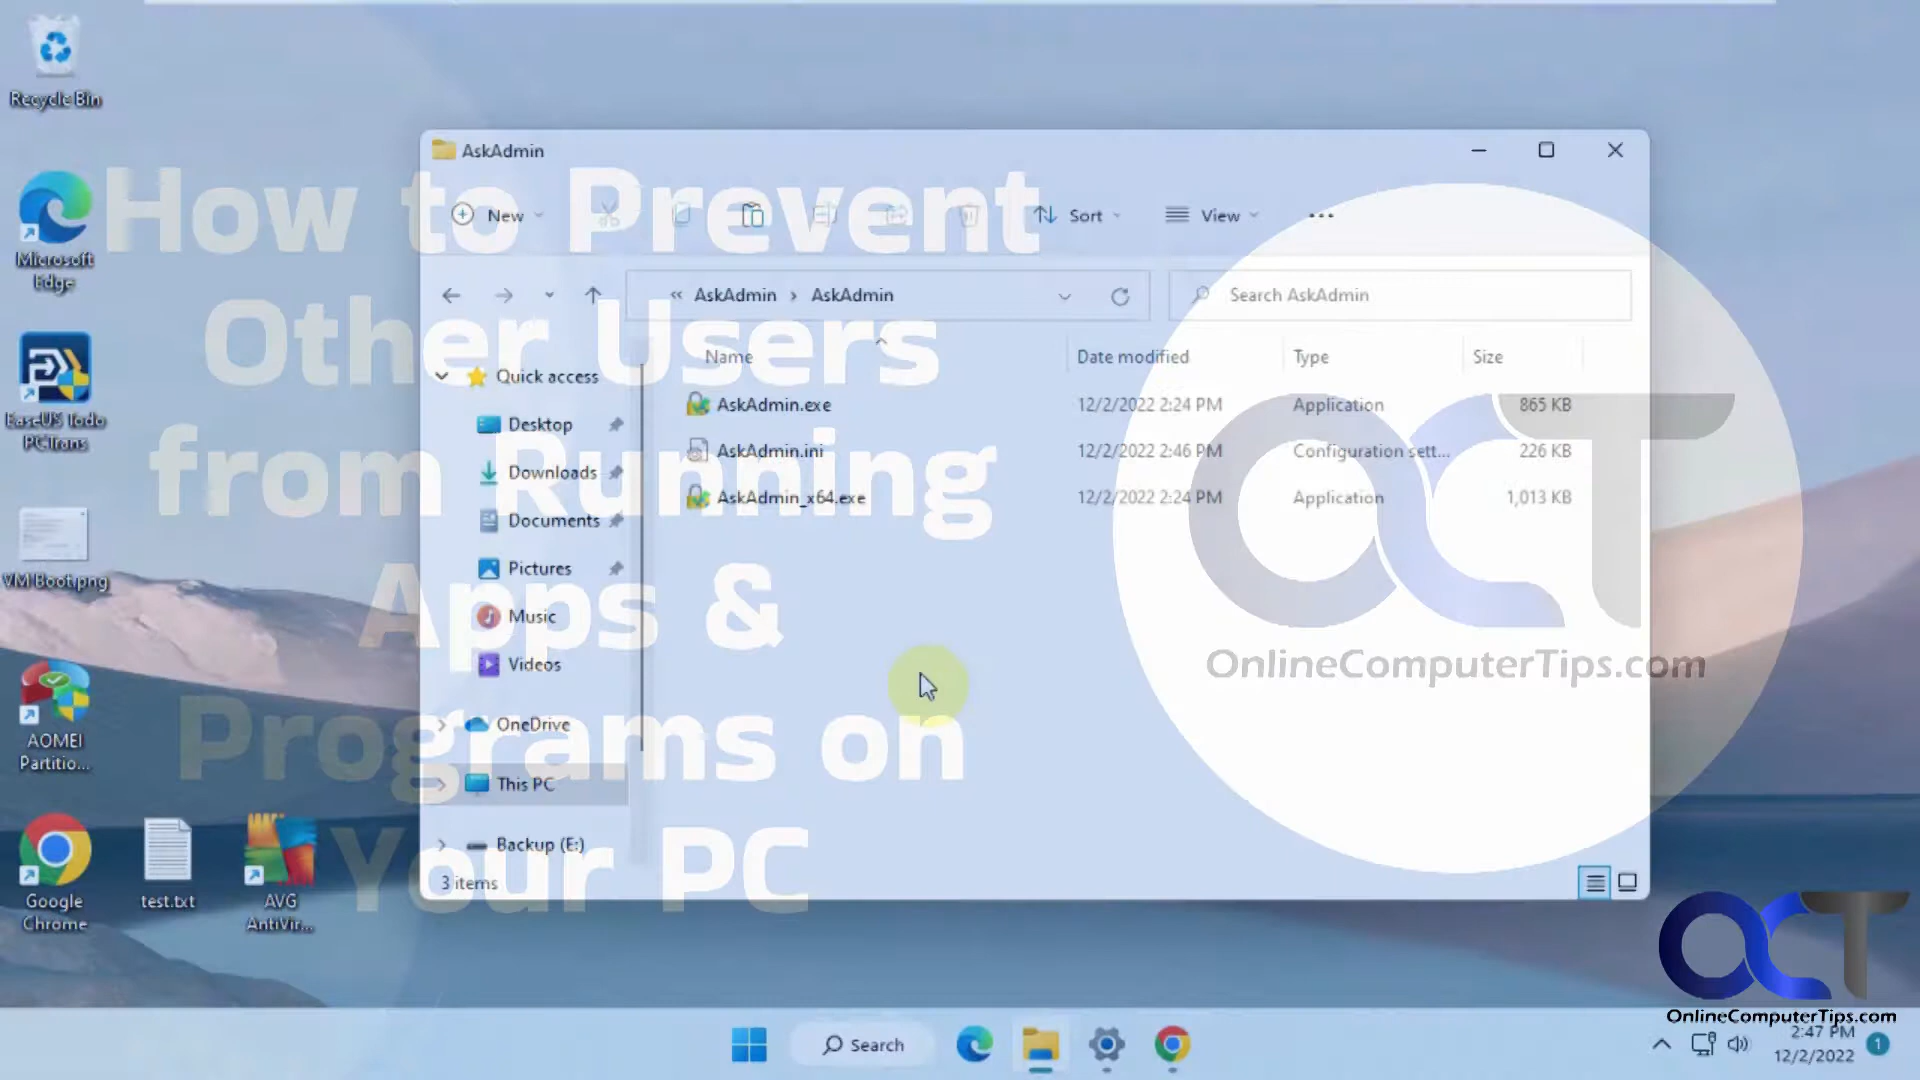 Recycle Bin
Microsoft
Edge
EaseUS Todo
PCTrans
VM Boot.png
AOMEI
Partitio...
Google
Chrome
test.txt
AVG
AntiVir...
How to Prevent
Other Users
from Running
Apps &
Programs on
Your PC
AskAdmin
New
Sort
View
« AskAdmin › AskAdmin
Search AskAdmin
Name Date modified Type Size
AskAdmin.exe 12/2/2022 2:24 PM Application 865 KB
AskAdmin.ini 12/2/2022 2:46 PM Configuration sett... 226 KB
AskAdmin_x64.exe 12/2/2022 2:24 PM Application 1,013 KB
Quick access
Desktop
Downloads
Documents
Pictures
Music
Videos
OneDrive
This PC
Backup (E:)
3 items
OCT
OnlineComputerTips.com
OCT
OnlineComputerTips.com
Search
2:47 PM
12/2/2022
1